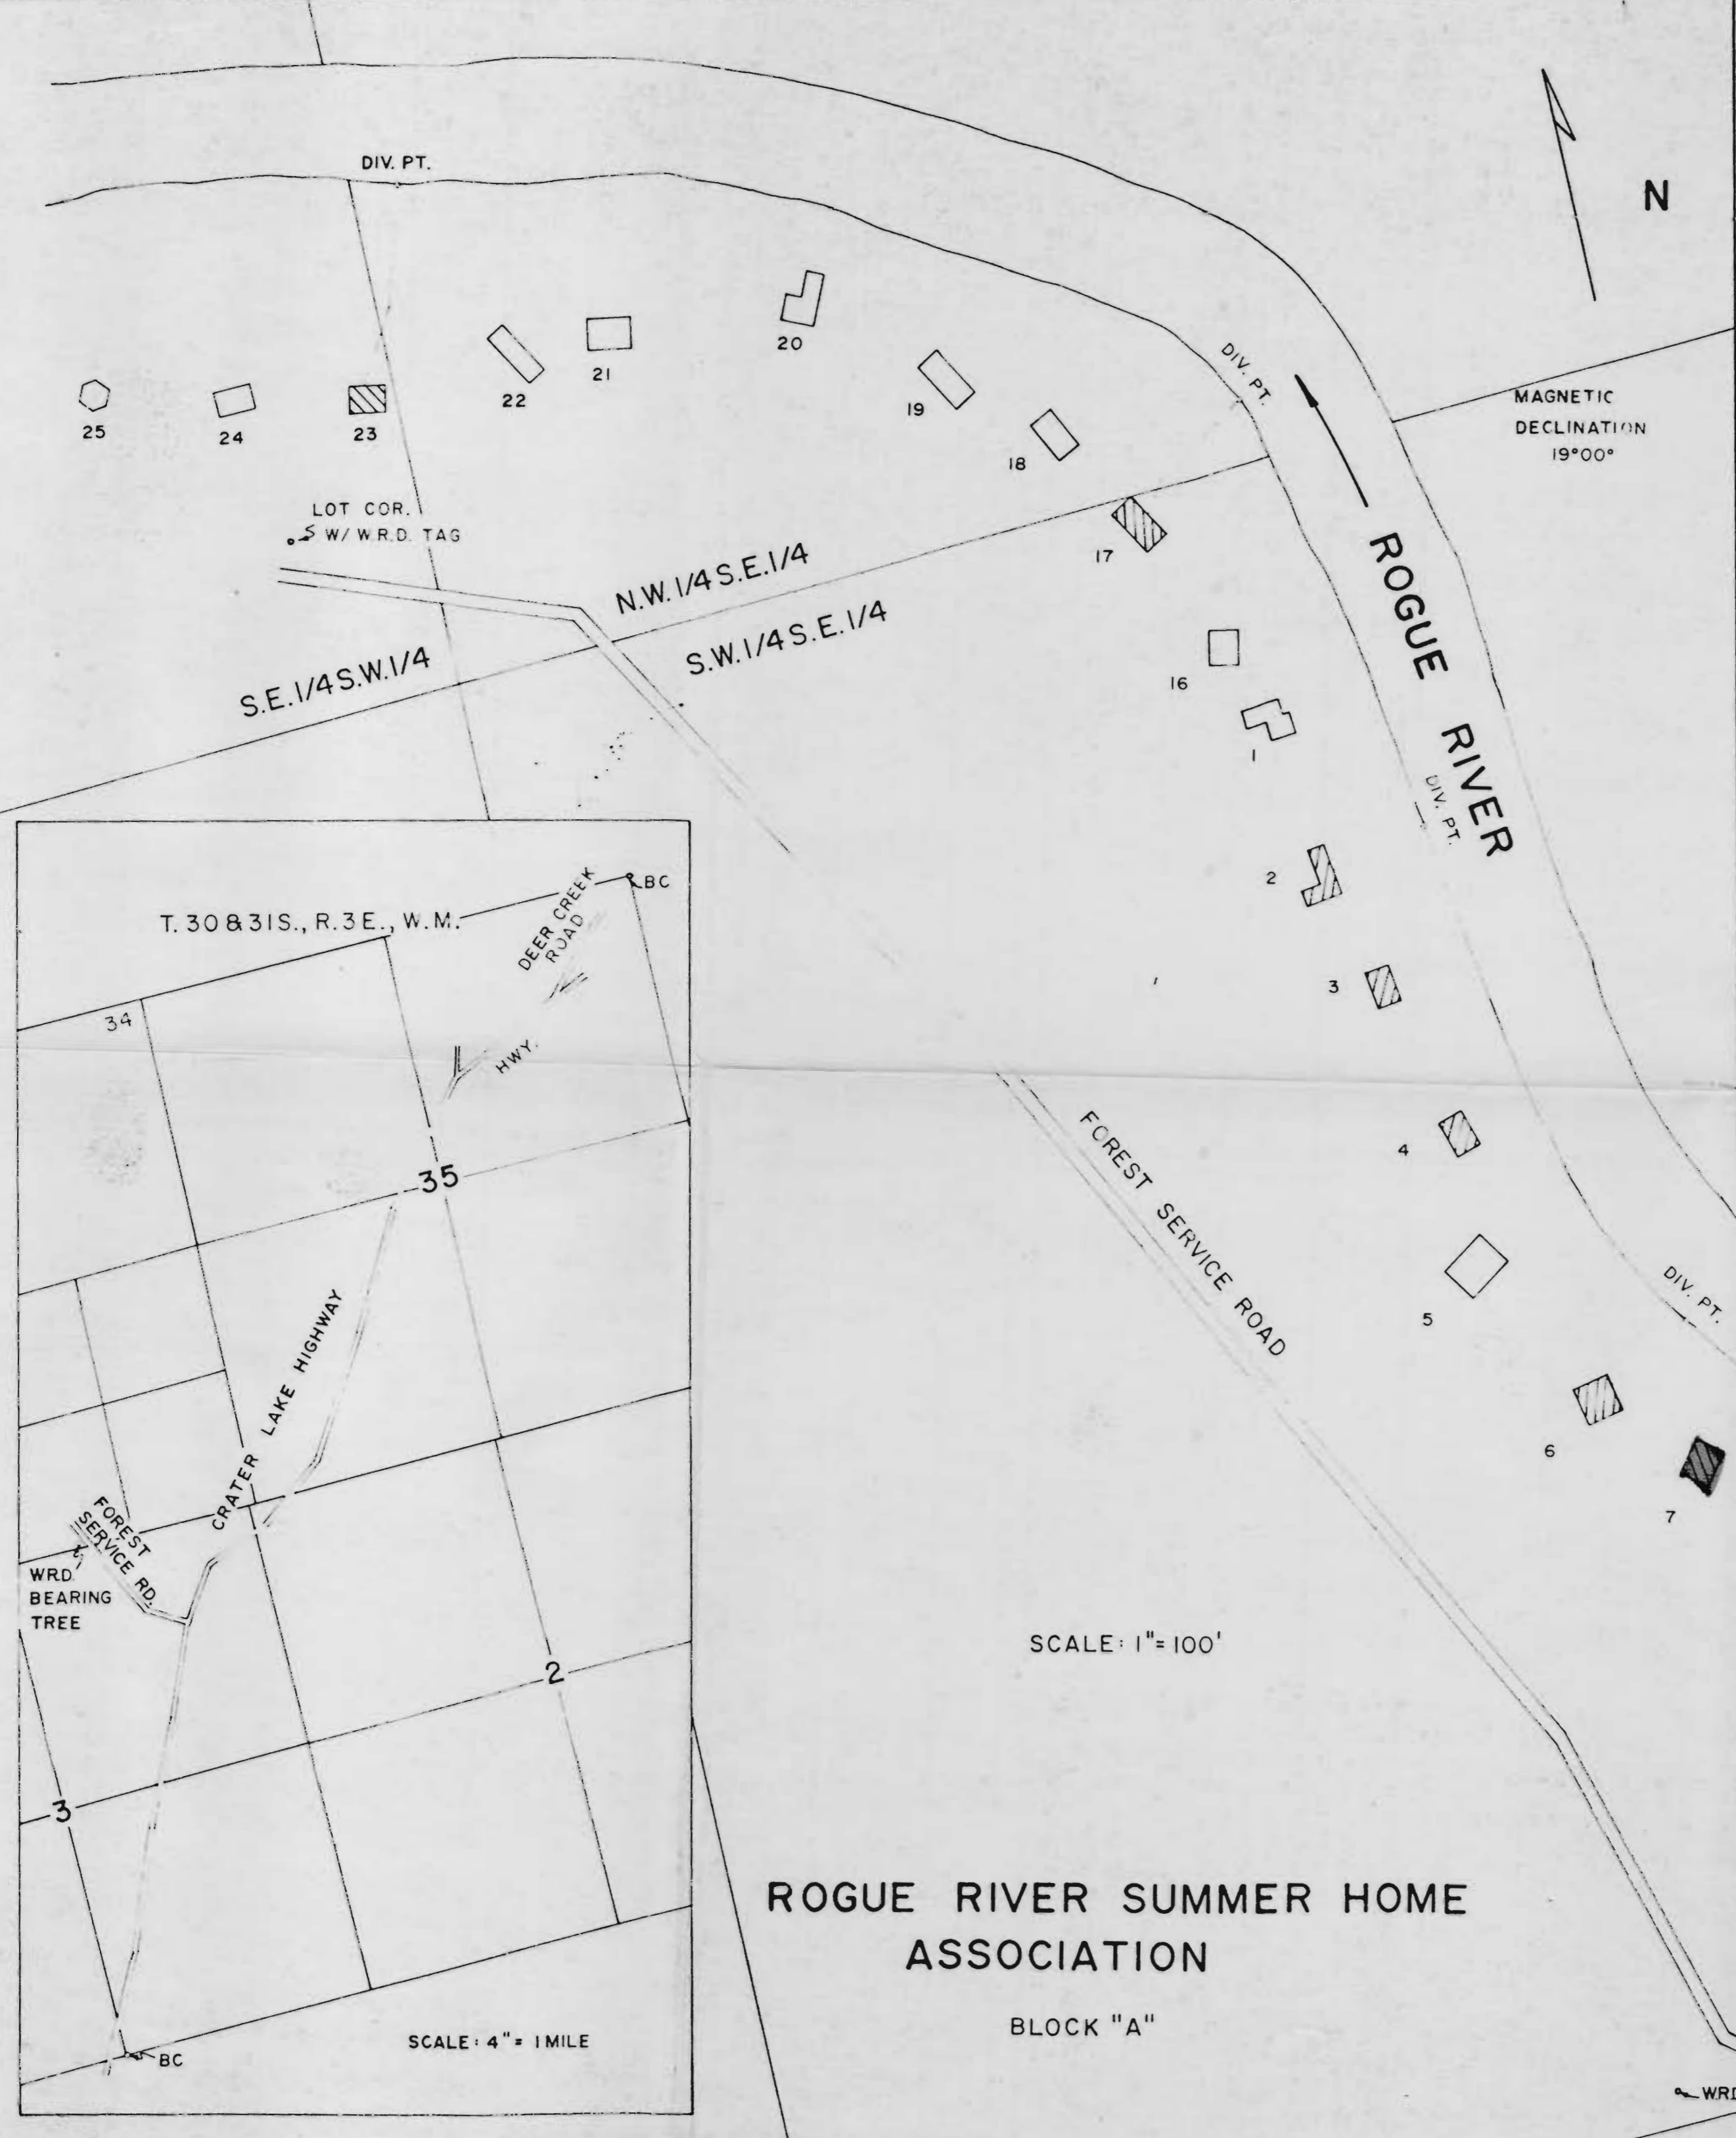 DIV. PT.
N
20
21
22
19
25
24
23
18
DIV. PT.
MAGNETIC
DECLINATION
19°00°
LOT COR.
W/ W.R.D. TAG
17
N.W.1/4 S.E.1/4
S.W.1/4 S.E.1/4
S.E.1/4 S.W.1/4
ROGUE RIVER
16
1
DIV. PT.
2
3
4
5
6
7
DIV. PT.
FOREST SERVICE ROAD
T. 30 & 31 S., R. 3 E., W.M.
BC
DEER CREEK
ROAD
34
HWY.
35
CRATER LAKE HIGHWAY
FOREST
SERVICE RD.
WRD.
BEARING
TREE
2
3
BC
SCALE: 4" = 1 MILE
SCALE: 1" = 100'
ROGUE RIVER SUMMER HOME
ASSOCIATION
BLOCK "A"